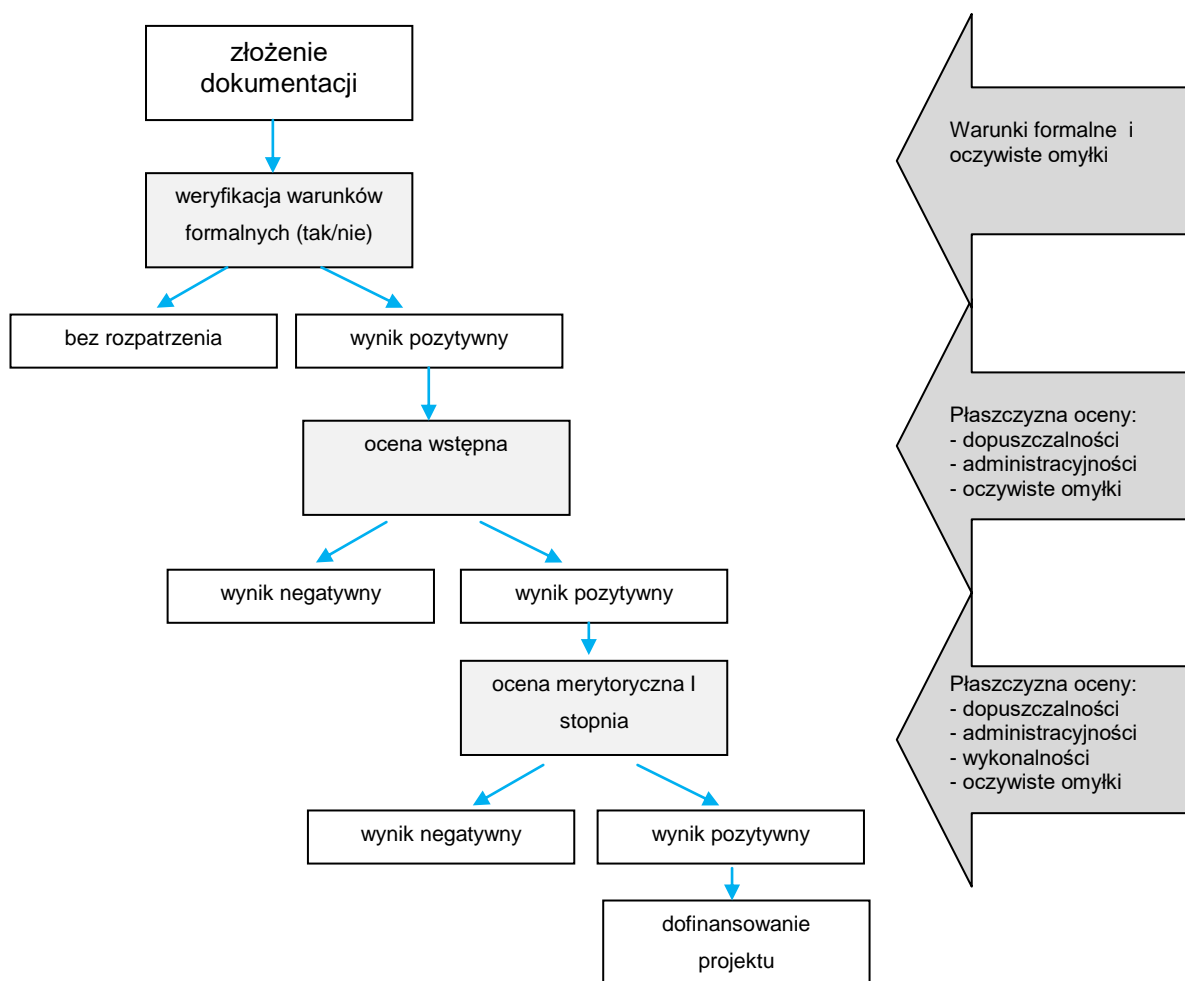 złożenie
dokumentacji
Warunki formalne i
oczywiste omyłki
weryfikacja warunków
formalnych (tak/nie)
bez rozpatrzenia
wynik pozytywny
ocena wstępna
Płaszczyzna oceny:
- dopuszczalności
- administracyjności
- oczywiste omyłki
wynik negatywny
wynik pozytywny
ocena merytoryczna I
stopnia
Płaszczyzna oceny:
- dopuszczalności
- administracyjności
- wykonalności
- oczywiste omyłki
wynik negatywny
wynik pozytywny
dofinansowanie
projektu